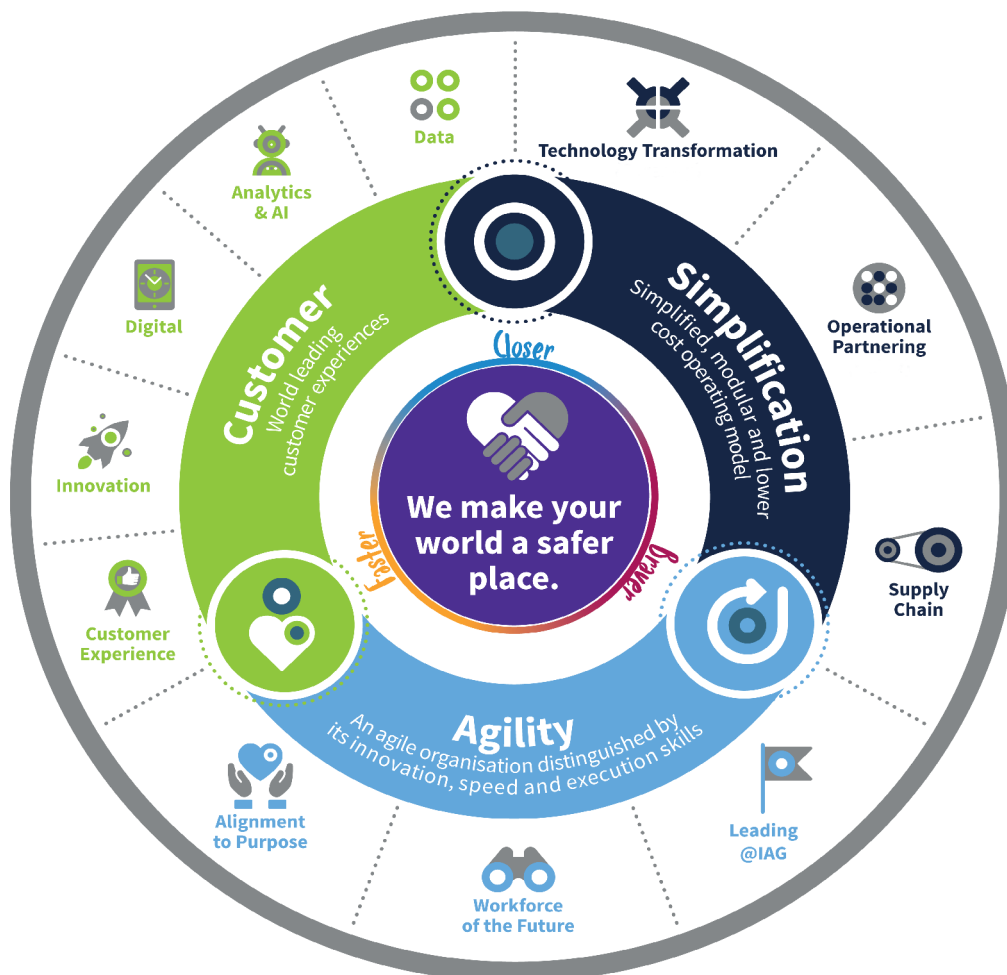 Data
Technology Transformation
Analytics
& AI
Digital
Operational
Partnering
Innovation
Supply
Chain
Customer
Experience
Alignment
to Purpose
Workforce
of the Future
Leading
@IAG
Customer
World leading
customer experiences
Simplification
Simplified, modular and lower
cost operating model
Agility
An agile organisation distinguished by
its innovation, speed and execution skills
Closer
Braver
Faster
We make your
world a safer
place.